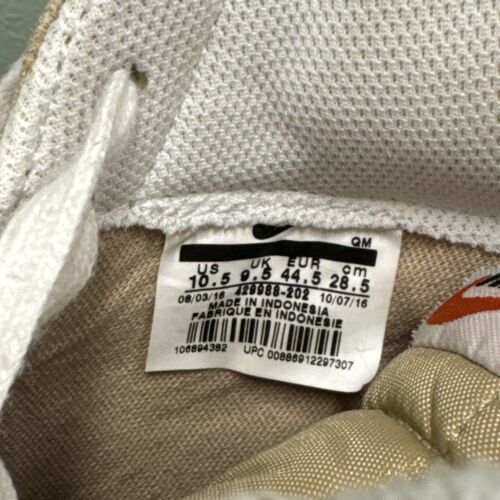 QM
US UK EUR cm
10.5 9.5 44.5 28.5
08/03/16 429988-202 10/07/16
MADE IN INDONESIA
FABRIQUE EN INDONESIE
106894382 UPC 00886912297307